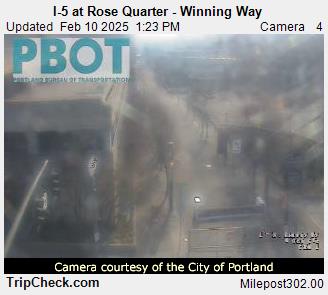 I-5 at Rose Quarter - Winning Way
Updated Feb 10 2025 1:23 PM Camera 4
PBOT
PORTLAND BUREAU OF TRANSPORTATION
Camera courtesy of the City of Portland
TripCheck.com Milepost302.00